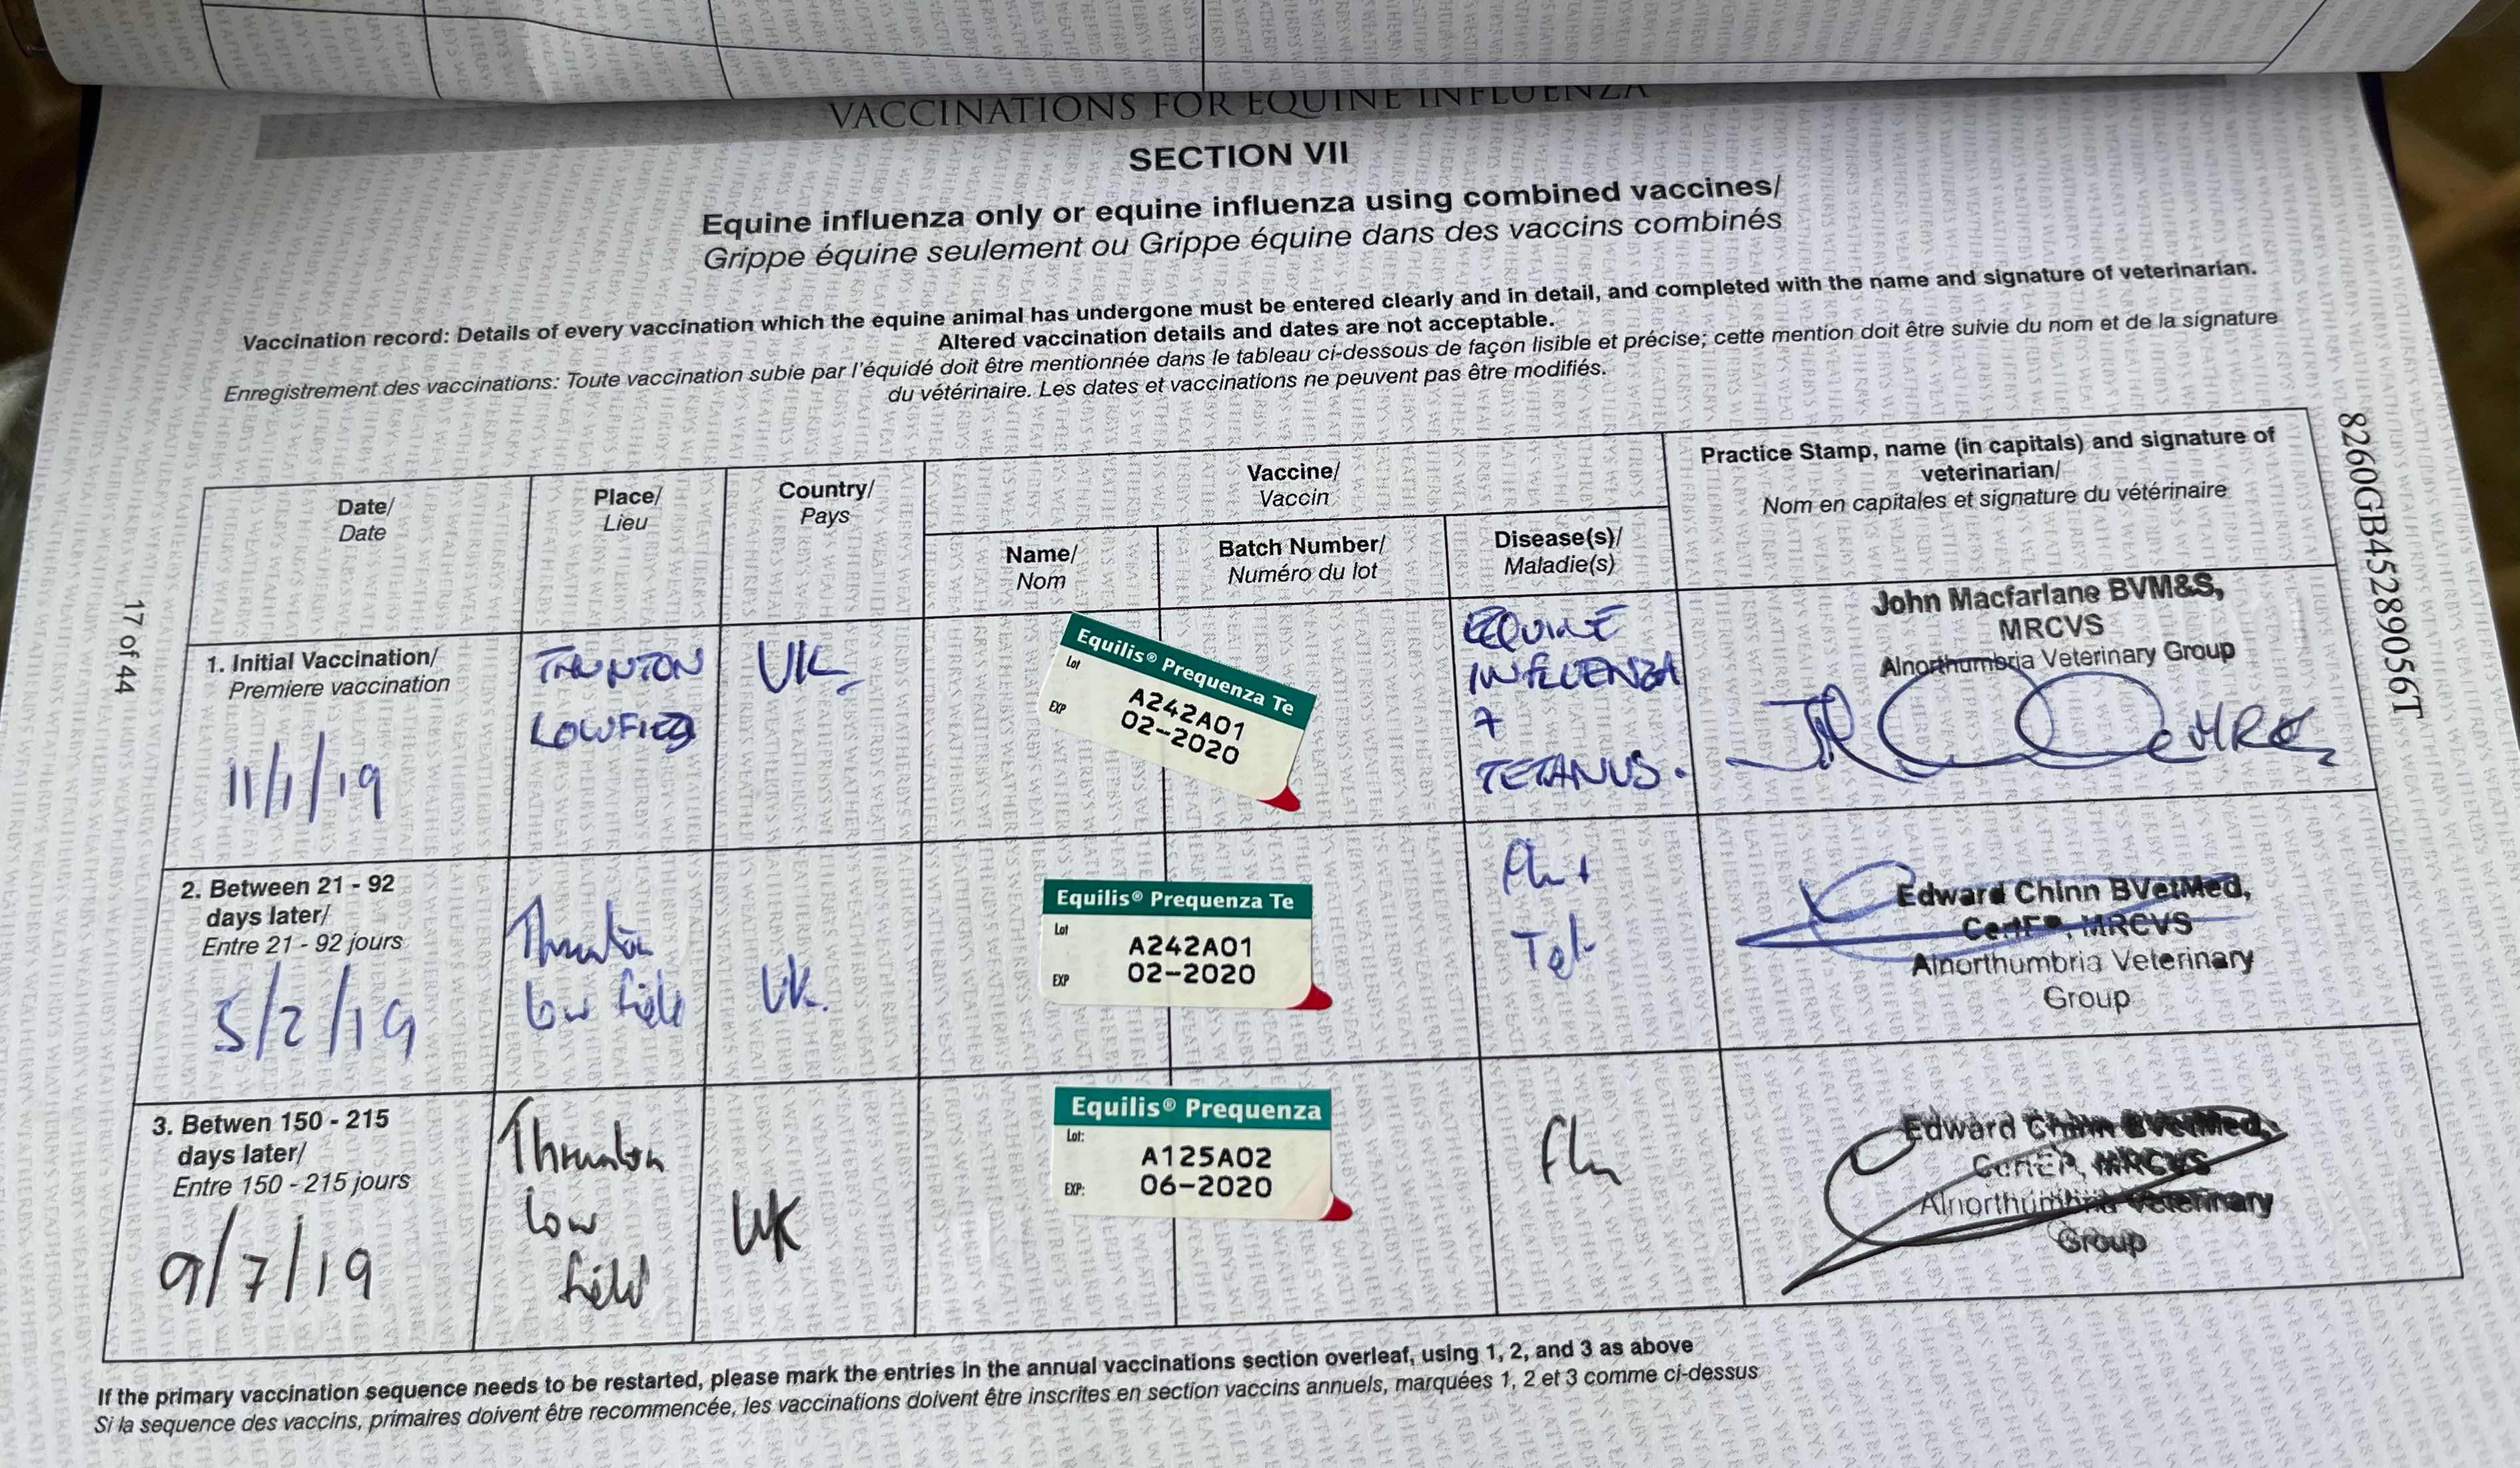 VACCINATIONS FOR EQUINE INFLUENZA
SECTION VII
Equine influenza only or equine influenza using combined vaccines/
Grippe équine seulement ou Grippe équine dans des vaccins combinés
Vaccination record: Details of every vaccination which the equine animal has undergone must be entered clearly and in detail, and completed with the name and signature of veterinarian.
Altered vaccination details and dates are not acceptable.
Enregistrement des vaccinations: Toute vaccination subie par l'équidé doit être mentionnée dans le tableau ci-dessous de façon lisible et précise; cette mention doit être suivie du nom et de la signature
du vétérinaire. Les dates et vaccinations ne peuvent pas être modifiés.
Date/
Date
Place/
Lieu
Country/
Pays
Vaccine/
Vaccin
Name/
Nom
Batch Number/
Numéro du lot
Disease(s)/
Maladie(s)
Practice Stamp, name (in capitals) and signature of
veterinarian/
Nom en capitales et signature du vétérinaire
1. Initial Vaccination/
Premiere vaccination
11/1/19
LOWFIELD
UK
Equilis® Prequenza Te
Lot
A242A01
EXP
02-2020
EQUINE
INFLUENZA
+
TETANUS.
John Macfarlane BVM&S,
MRCVS
Alnorthumbria Veterinary Group
2. Between 21 - 92
days later/
Entre 21 - 92 jours
5/2/19
Thrunton
low field
UK.
Equilis® Prequenza Te
Lot
A242A01
EXP
02-2020
Flu +
Tet
Edward Chinn BVetMed,
CertEP, MRCVS
Alnorthumbria Veterinary
Group
3. Betwen 150 - 215
days later/
Entre 150 - 215 jours
9/7/19
Thrunton
low
field
UK
Equilis® Prequenza
Lot:
A125A02
EXP:
06-2020
Flu
Edward Chinn BVetMed,
CertEP, MRCVS
Alnorthumbria Veterinary
Group
If the primary vaccination sequence needs to be restarted, please mark the entries in the annual vaccinations section overleaf, using 1, 2, and 3 as above
Si la sequence des vaccins, primaires doivent être recommencée, les vaccinations doivent être inscrites en section vaccins annuels, marquées 1, 2 et 3 comme ci-dessus
17 of 44
8260GB45289056T